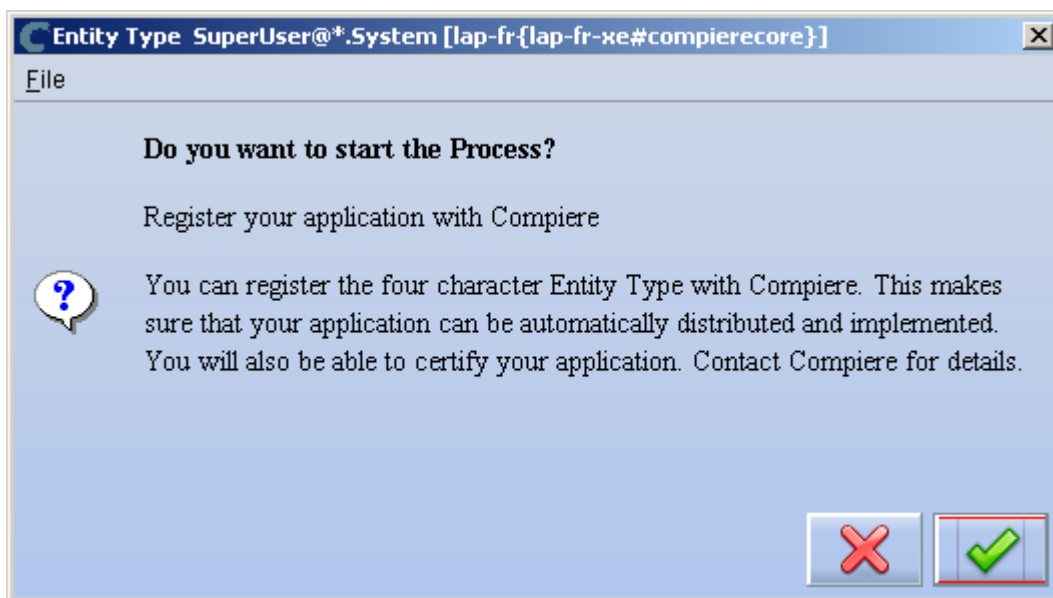 Entity Type SuperUser@*.System [lap-fr{lap-fr-xe#compierecore}]
File
Do you want to start the Process?
Register your application with Compiere
You can register the four character Entity Type with Compiere. This makes
sure that your application can be automatically distributed and implemented.
You will also be able to certify your application. Contact Compiere for details.